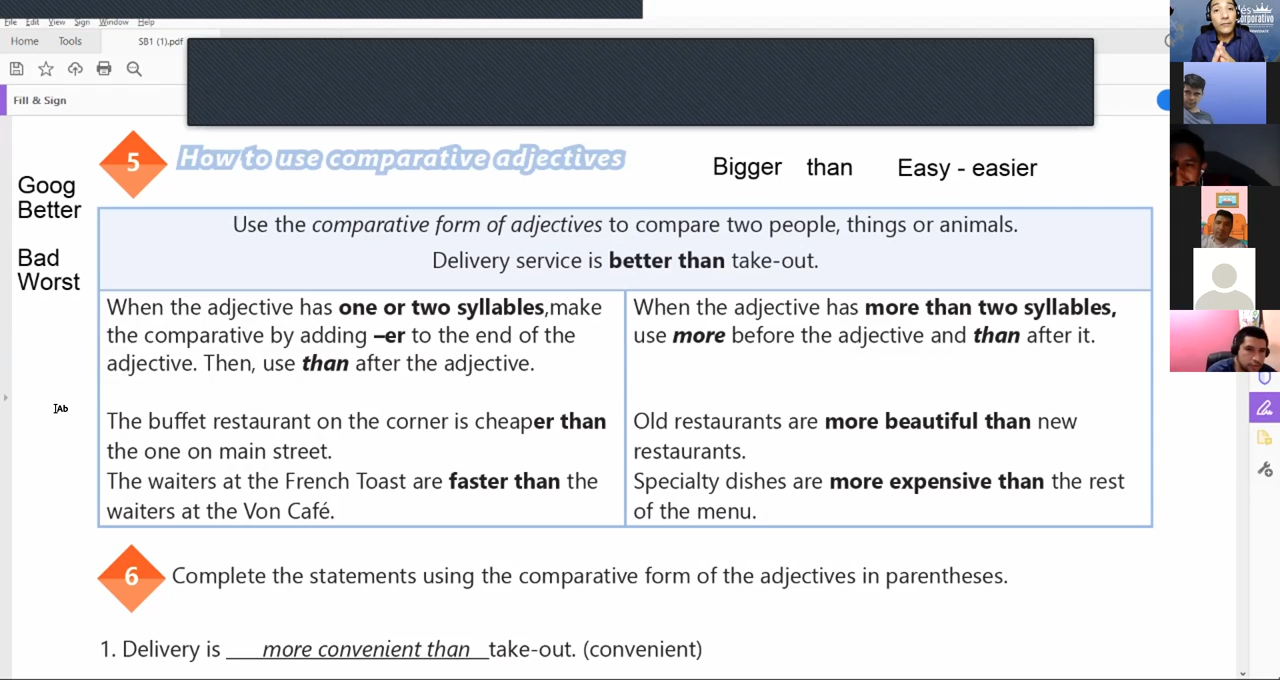 File Edit View Sign Window Help
Home Tools SB1 (1).pdf
Fill & Sign
5 How to use comparative adjectives
Bigger than Easy - easier
Goog
Better
Bad
Worst
Use the comparative form of adjectives to compare two people, things or animals.
Delivery service is better than take-out.
When the adjective has one or two syllables,make
the comparative by adding –er to the end of the
adjective. Then, use than after the adjective.
The buffet restaurant on the corner is cheaper than
the one on main street.
The waiters at the French Toast are faster than the
waiters at the Von Café.
When the adjective has more than two syllables,
use more before the adjective and than after it.
Old restaurants are more beautiful than new
restaurants.
Specialty dishes are more expensive than the rest
of the menu.
Ab
6 Complete the statements using the comparative form of the adjectives in parentheses.
1. Delivery is ___more convenient than__take-out. (convenient)